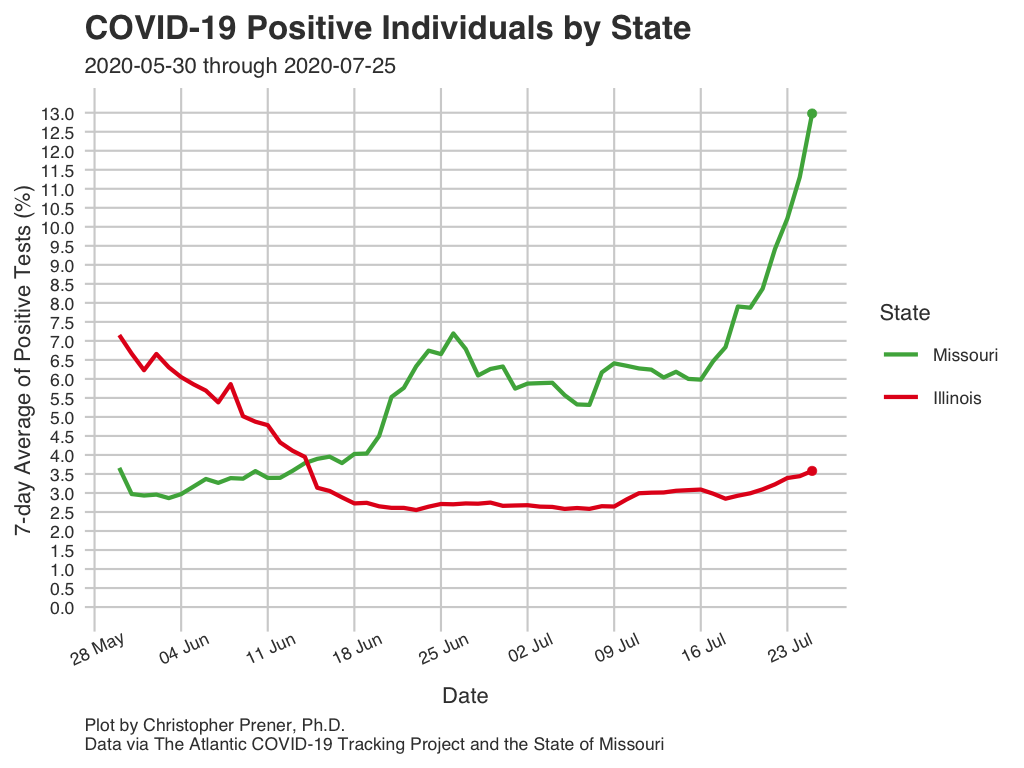 COVID-19 Positive Individuals by State
2020-05-30 through 2020-07-25
7-day Average of Positive Tests (%)
13.0
12.5
12.0
11.5
11.0
10.5
10.0
9.5
9.0
8.5
8.0
7.5
7.0
6.5
6.0
5.5
5.0
4.5
4.0
3.5
3.0
2.5
2.0
1.5
1.0
0.5
0.0
28 May
04 Jun
11 Jun
18 Jun
25 Jun
02 Jul
09 Jul
16 Jul
23 Jul
Date
State
Missouri
Illinois
Plot by Christopher Prener, Ph.D.
Data via The Atlantic COVID-19 Tracking Project and the State of Missouri